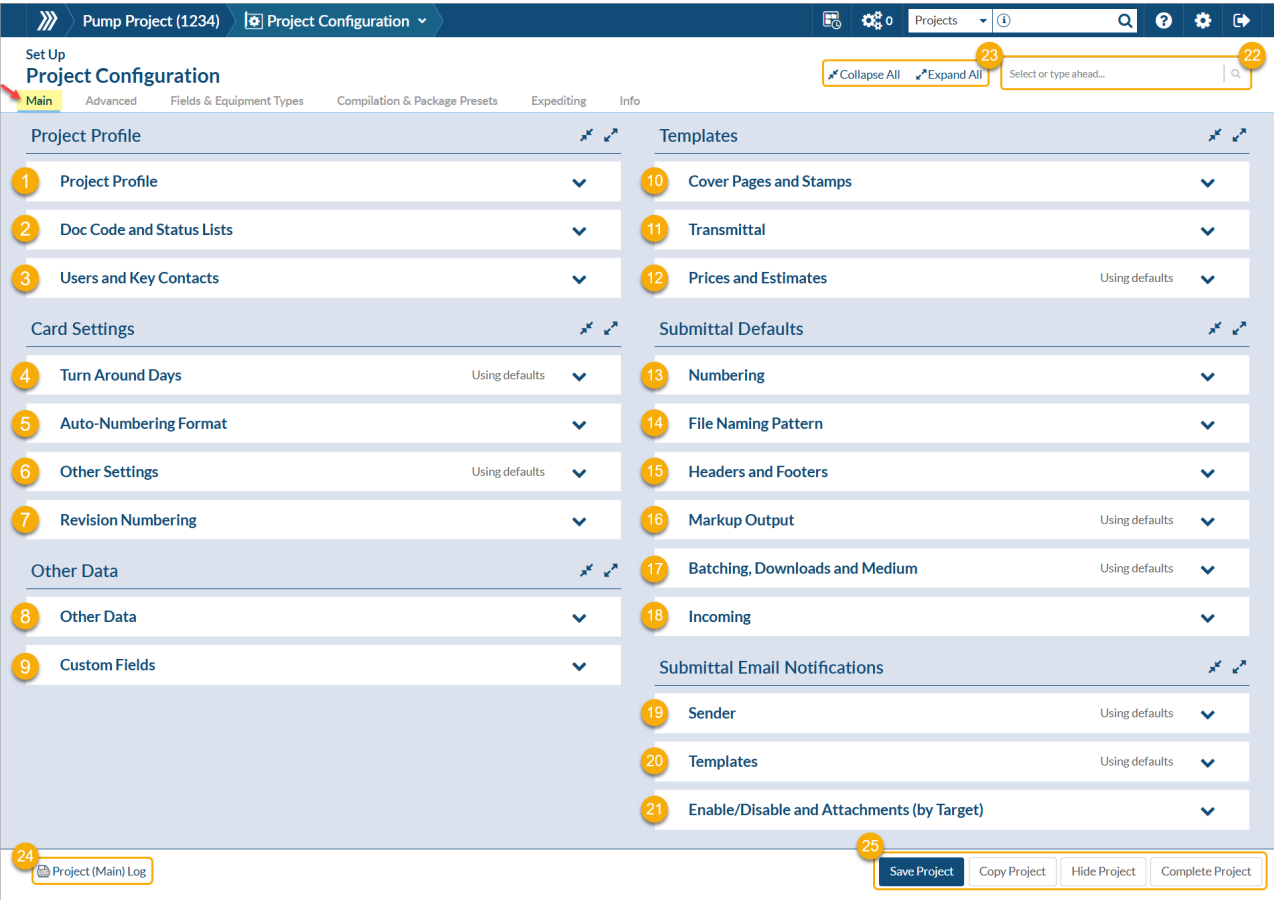 Pump Project (1234) Project Configuration 0 Projects
Set Up
Project Configuration
23
22
Collapse All Expand All Select or type ahead...
Main Advanced Fields & Equipment Types Compilation & Package Presets Expediting Info
Project Profile
1 Project Profile
2 Doc Code and Status Lists
3 Users and Key Contacts
Card Settings
4 Turn Around Days Using defaults
5 Auto-Numbering Format
6 Other Settings Using defaults
7 Revision Numbering
Other Data
8 Other Data
9 Custom Fields
Templates
10 Cover Pages and Stamps
11 Transmittal
12 Prices and Estimates Using defaults
Submittal Defaults
13 Numbering
14 File Naming Pattern
15 Headers and Footers
16 Markup Output Using defaults
17 Batching, Downloads and Medium Using defaults
18 Incoming
Submittal Email Notifications
19 Sender Using defaults
20 Templates Using defaults
21 Enable/Disable and Attachments (by Target)
24
Project (Main) Log
25
Save Project Copy Project Hide Project Complete Project